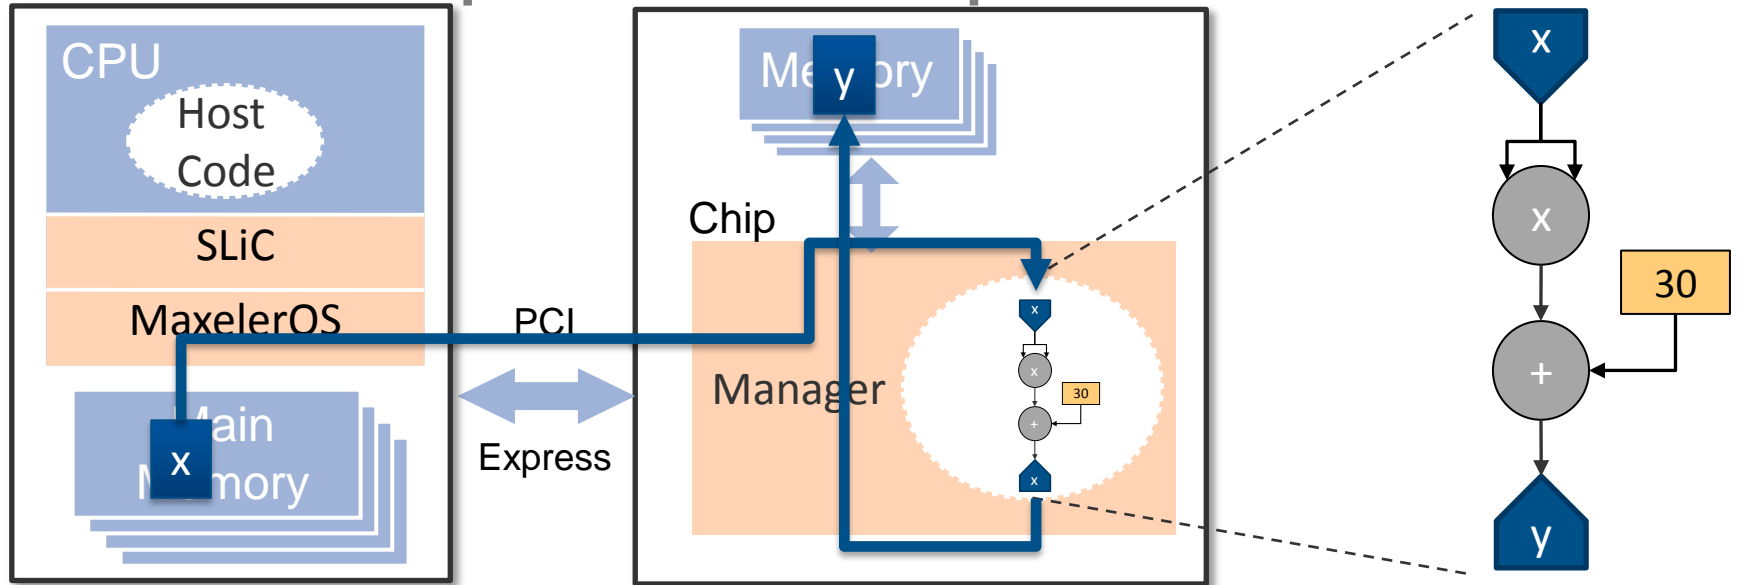 CPU
Host
Code
SLiC
MaxelerOS
Main
Memory
x
PCI
Express
Memory
y
Chip
Manager
x
x
30
+
x
x
x
30
+
y